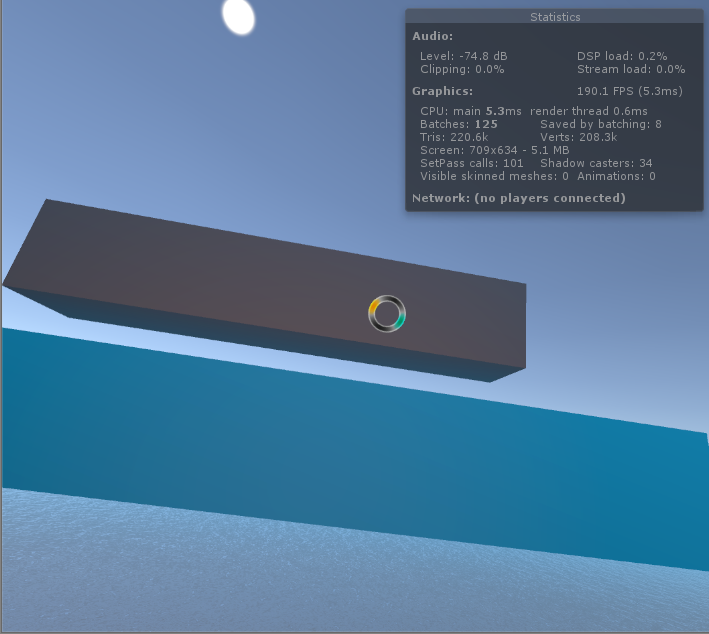 Statistics
Audio:
Level: -74.8 dB DSP load: 0.2%
Clipping: 0.0% Stream load: 0.0%
Graphics: 190.1 FPS (5.3ms)
CPU: main 5.3ms render thread 0.6ms
Batches: 125 Saved by batching: 8
Tris: 220.6k Verts: 208.3k
Screen: 709x634 - 5.1 MB
SetPass calls: 101 Shadow casters: 34
Visible skinned meshes: 0 Animations: 0
Network: (no players connected)